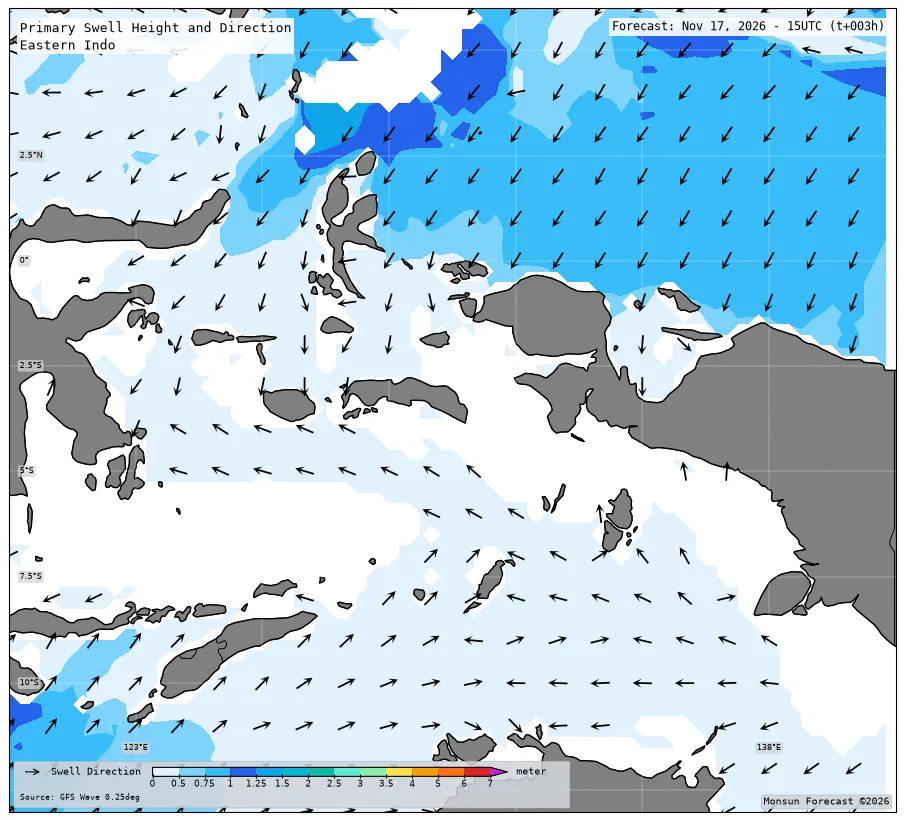 Primary Swell Height and Direction
Eastern Indo
Forecast: Nov 17, 2026 - 15UTC (t+003h)
2.5°N
0°
2.5°S
5°S
7.5°S
10°S
123°E
138°E
Swell Direction
0 0.5 0.75 1 1.25 1.5 2 2.5 3 3.5 4 5 6 7
meter
Source: GFS Wave 0.25deg
Monsun Forecast ©2026